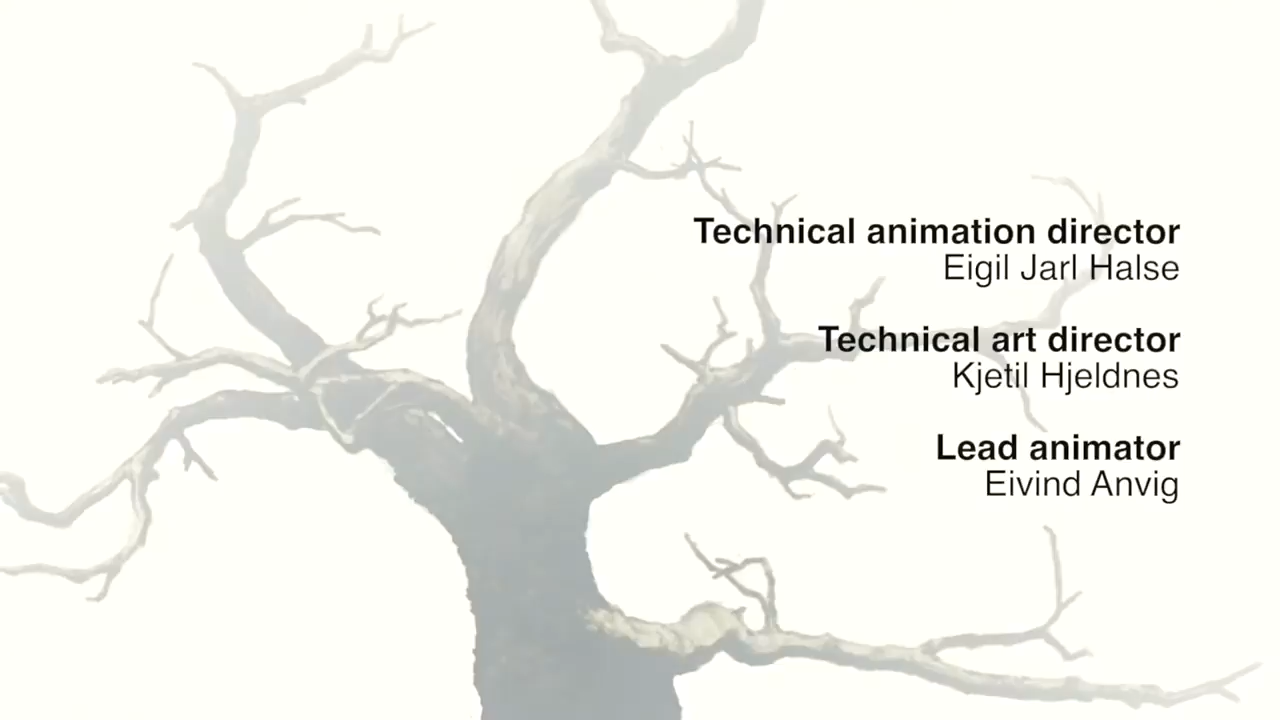 Technical animation director
Eigil Jarl Halse
Technical art director
Kjetil Hjeldnes
Lead animator
Eivind Anvig